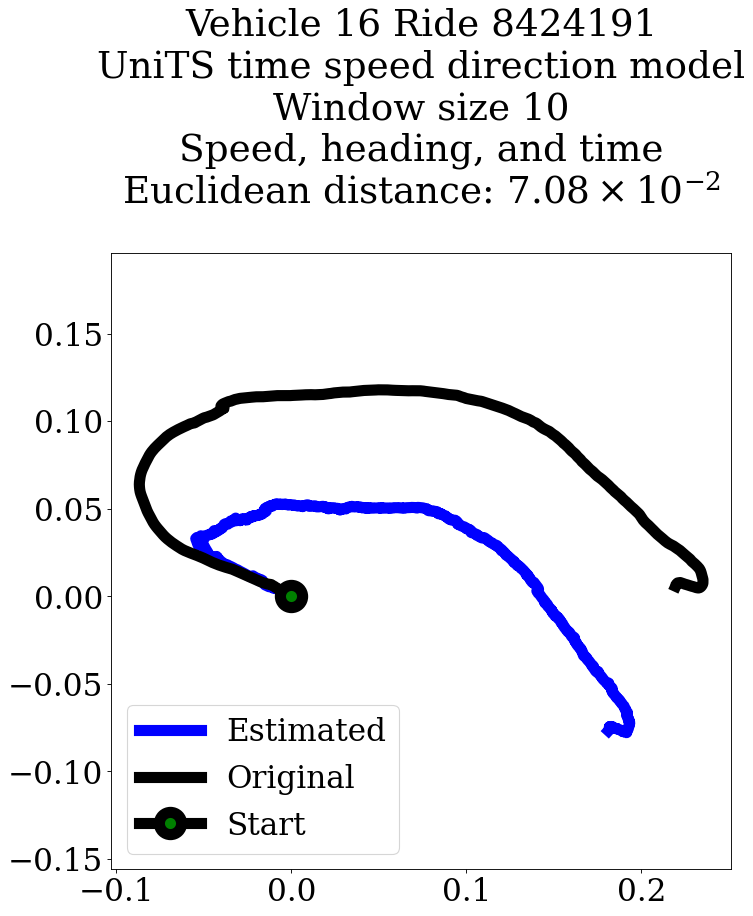 Vehicle 16 Ride 8424191
UniTS time speed direction model
Window size 10
Speed, heading, and time
Euclidean distance: 7.08 × 10⁻²
0.15
0.10
0.05
0.00
−0.05
−0.10
−0.15
−0.1
0.0
0.1
0.2
Estimated
Original
Start